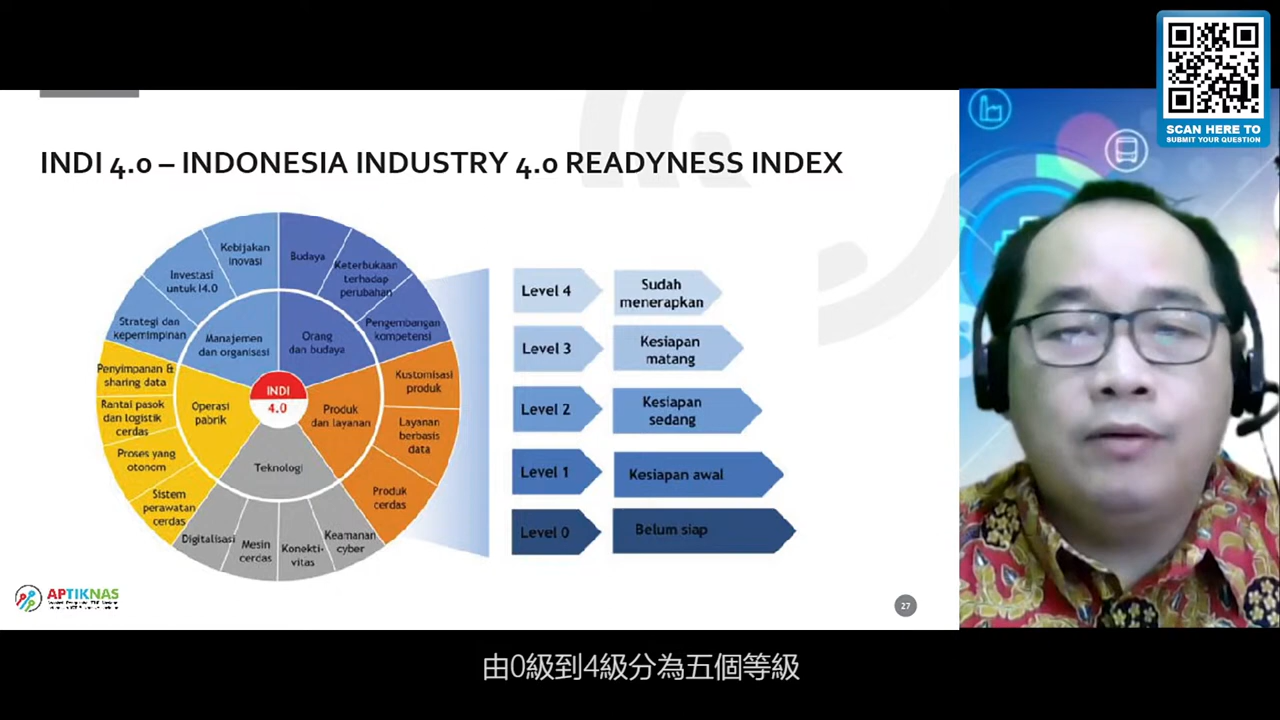 SCAN HERE TO
SUBMIT YOUR QUESTION
INDI 4.0 – INDONESIA INDUSTRY 4.0 READYNESS INDEX
Kebijakan
inovasi
Investasi
untuk I4.0
Strategi dan
kepemimpinan
Manajemen
dan organisasi
Budaya
Keterbukaan
terhadap
perubahan
Pengembangan
kompetensi
Orang
dan budaya
Penyimpanan &
sharing data
Rantai pasok
dan logistik
cerdas
Proses yang
otonom
Sistem
perawatan
cerdas
Operasi
pabrik
INDI
4.0
Produk
dan layanan
Kustomisasi
produk
Layanan
berbasis
data
Produk
cerdas
Teknologi
Digitalisasi
Mesin
cerdas
Konekti-
vitas
Keamanan
cyber
Level 4
Sudah
menerapkan
Level 3
Kesiapan
matang
Level 2
Kesiapan
sedang
Level 1
Kesiapan awal
Level 0
Belum siap
APTIKNAS
27
由0級到4級分為五個等級